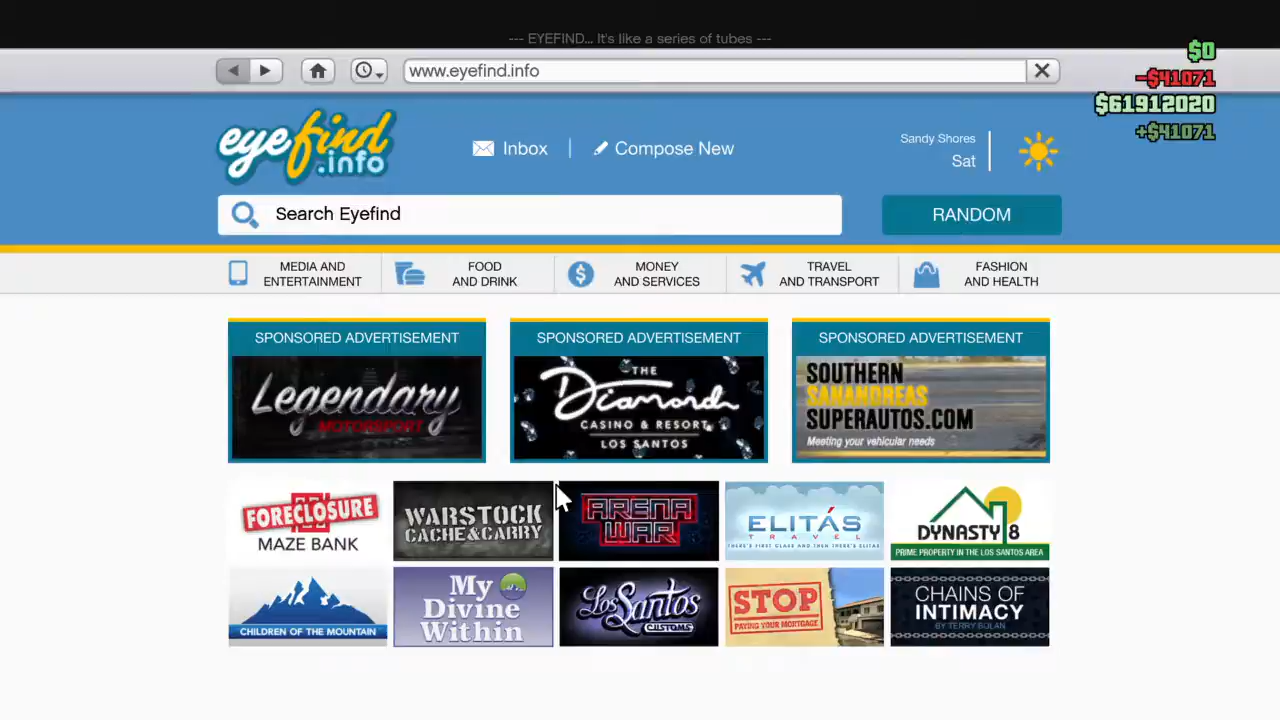 --- EYEFIND... It's like a series of tubes ---
$0
www.eyefind.info
-$41071
$61912020
+$41071
eyefind.info
Inbox
Compose New
Sandy Shores
Sat
Search Eyefind
RANDOM
MEDIA AND
ENTERTAINMENT
FOOD
AND DRINK
MONEY
AND SERVICES
TRAVEL
AND TRANSPORT
FASHION
AND HEALTH
SPONSORED ADVERTISEMENT
Legendary
MOTORSPORT
SPONSORED ADVERTISEMENT
THE
Diamond
CASINO & RESORT
LOS SANTOS
SPONSORED ADVERTISEMENT
SOUTHERN
SANANDREAS
SUPERAUTOS.COM
Meeting your vehicular needs
FORECLOSURE
MAZE BANK
WARSTOCK
CACHE&CARRY
ARENA
WAR
ELITÁS
TRAVEL
THERE'S FIRST CLASS AND THEN THERE'S ELITAS
DYNASTY 8
PRIME PROPERTY IN THE LOS SANTOS AREA
CHILDREN OF THE MOUNTAIN
My
Divine
Within
Los Santos
CUSTOMS
STOP
PAYING YOUR MORTGAGE
CHAINS OF
INTIMACY
BY TERRY BOLAN